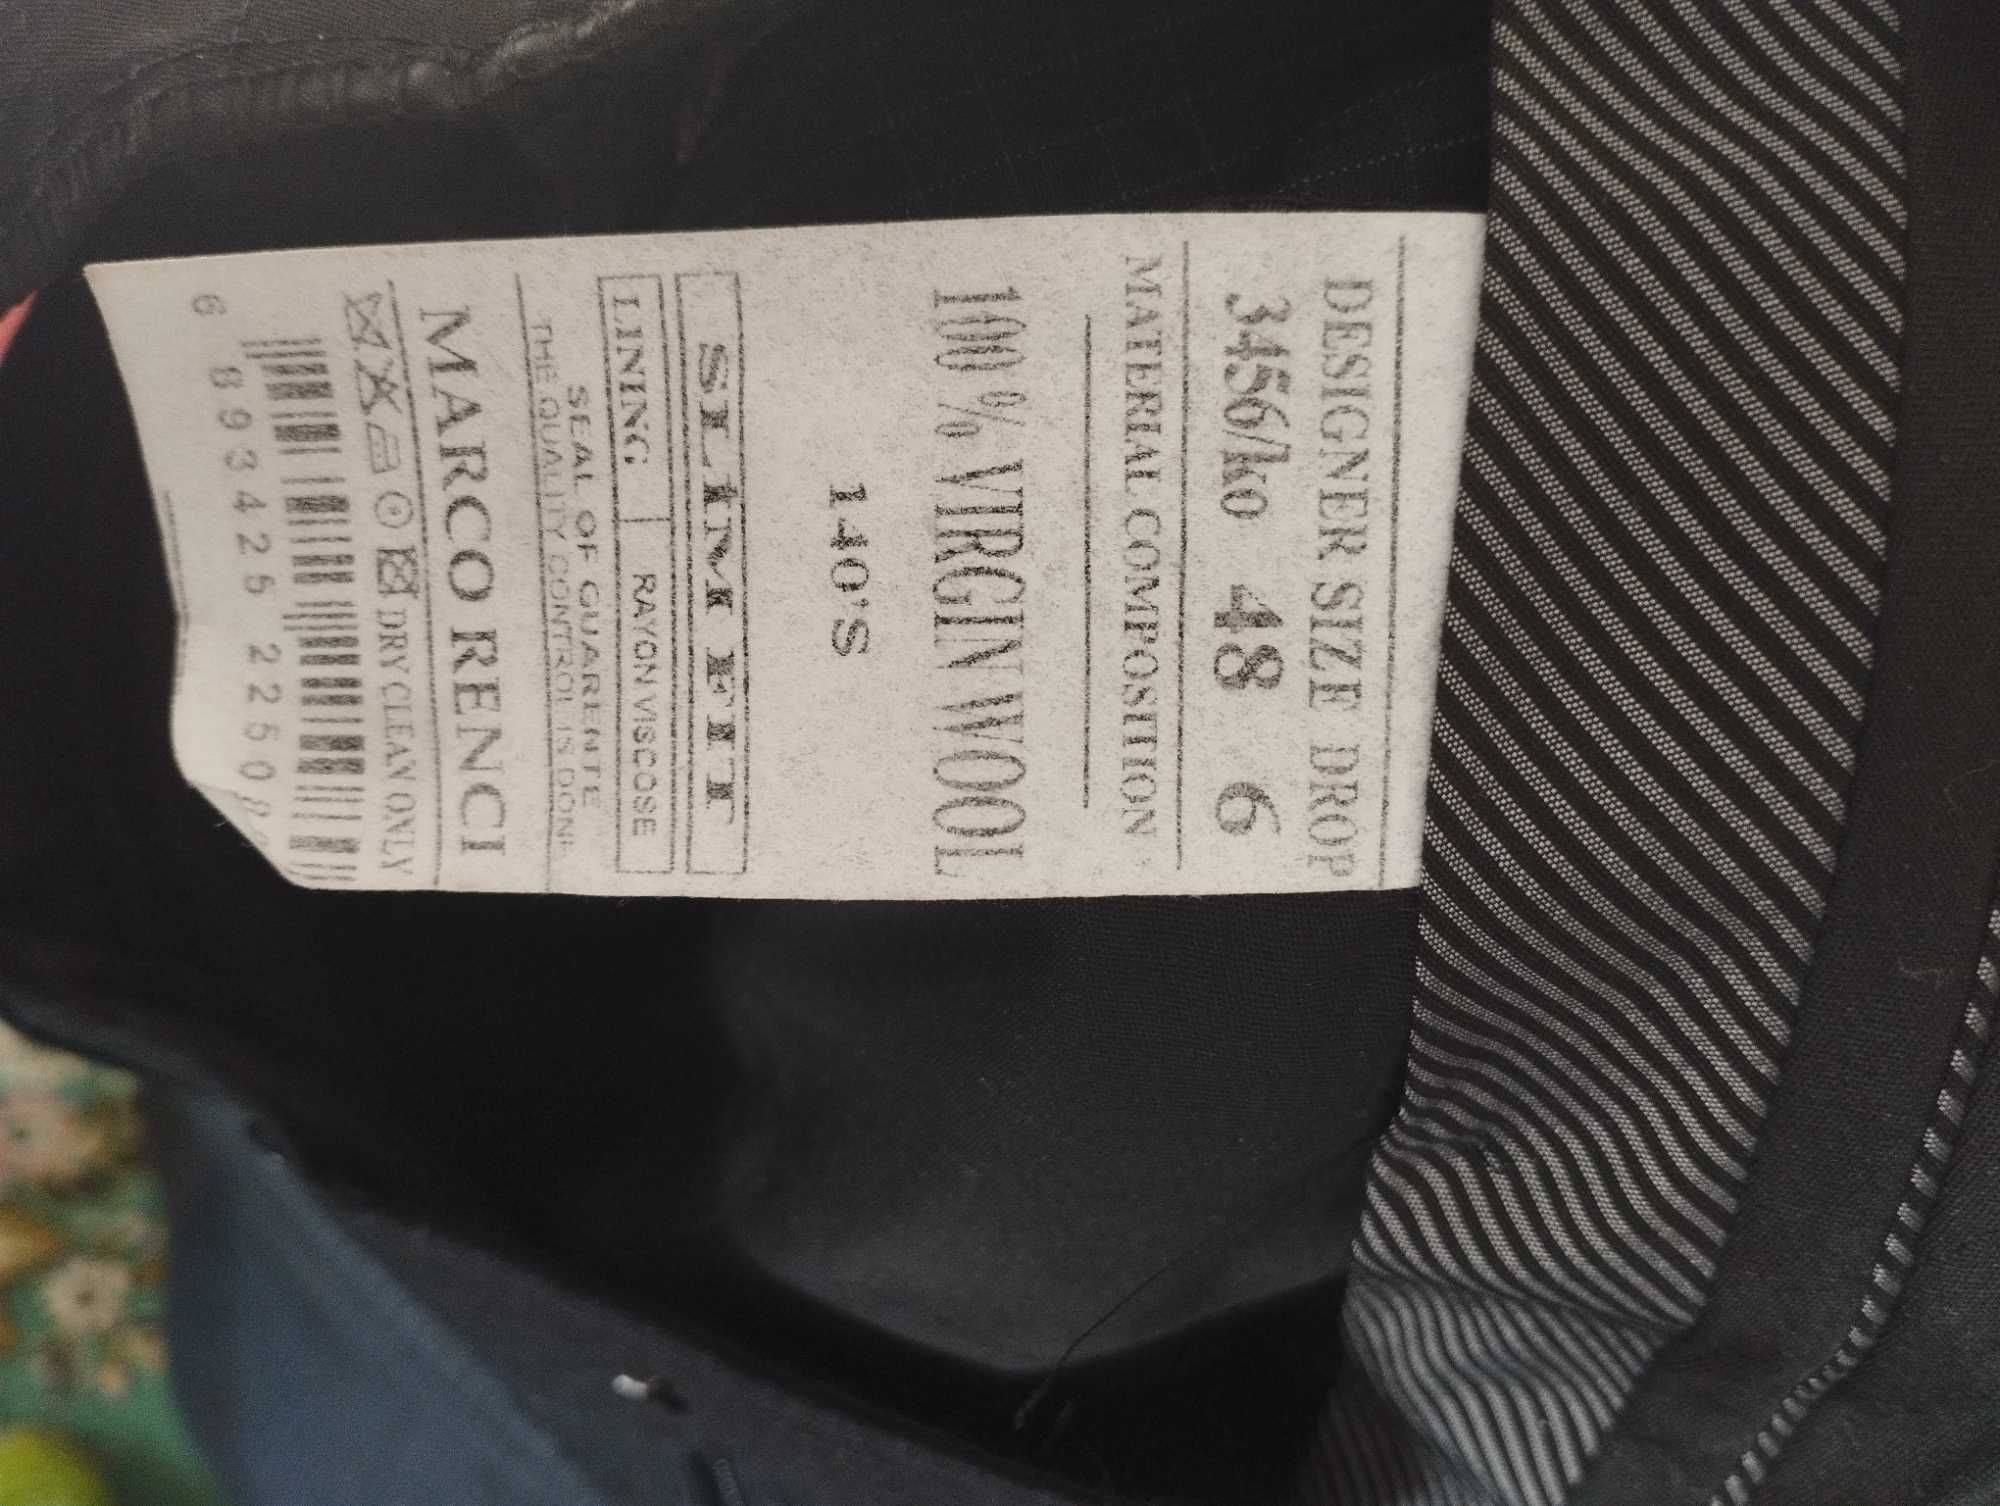 DESIGNER SIZE DROP
3456/ko 48 6
MATERIAL COMPOSITION
100% VIRGIN WOOL
140'S
SLIM FIT
LINING RAYON VISCOSE
SEAL OF GUARENTE
THE QUALITY CONTROL IS DONE
MARCO RENCI
DRY CLEAN ONLY
6 893425 2250